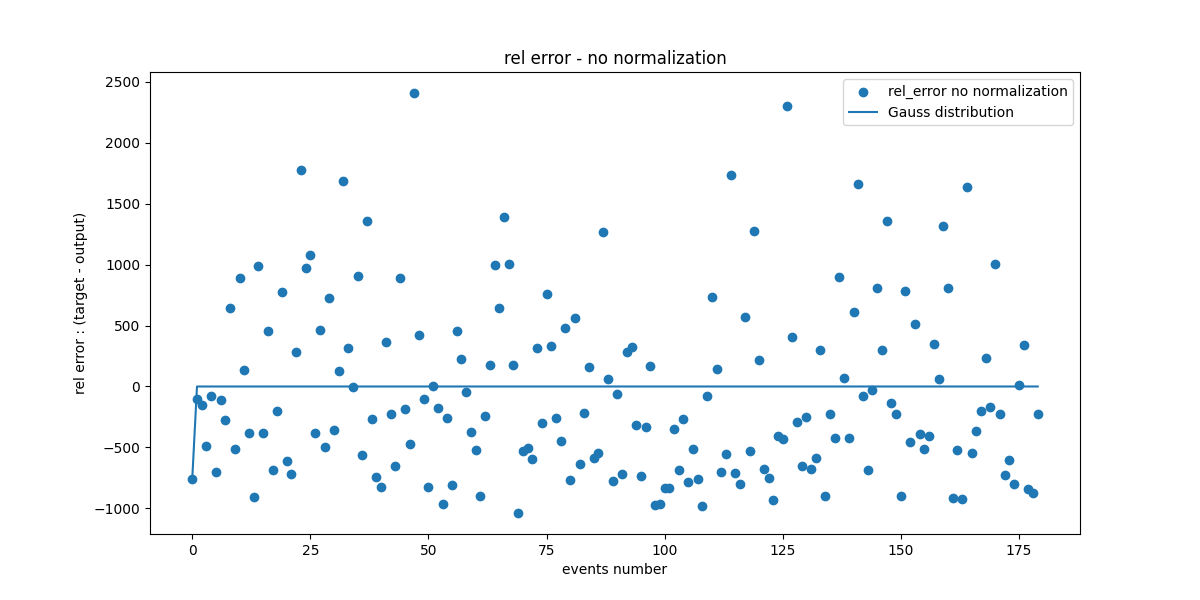 rel error - no normalization
rel_error no normalization
Gauss distribution
rel error : (target - output)
2500
2000
1500
1000
500
0
−500
−1000
0 25 50 75 100 125 150 175
events number